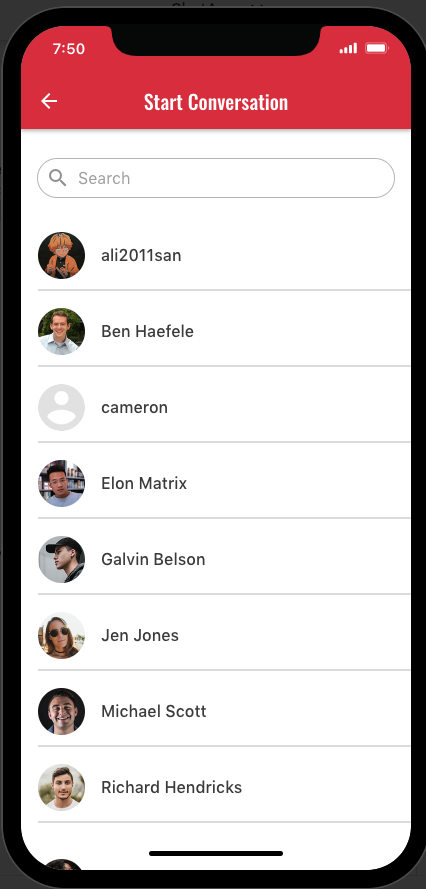 7:50
Start Conversation
Search
ali2011san
Ben Haefele
cameron
Elon Matrix
Galvin Belson
Jen Jones
Michael Scott
Richard Hendricks